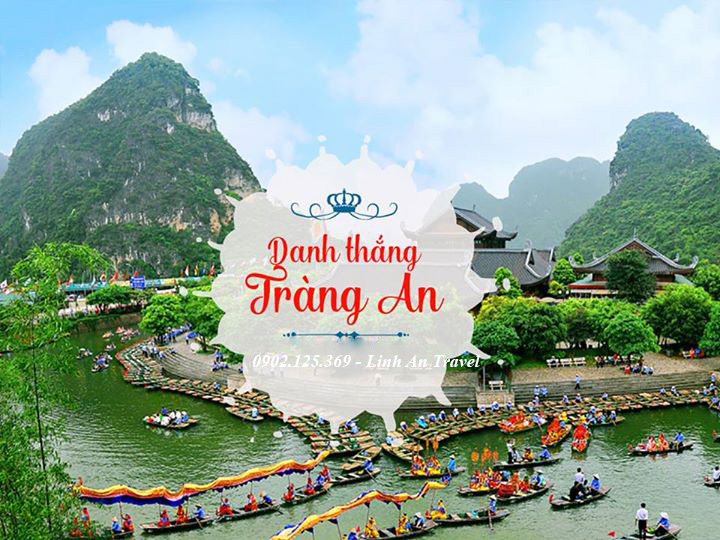 Danh thắng
Tràng An
0902.125.369 - Linh An Travel